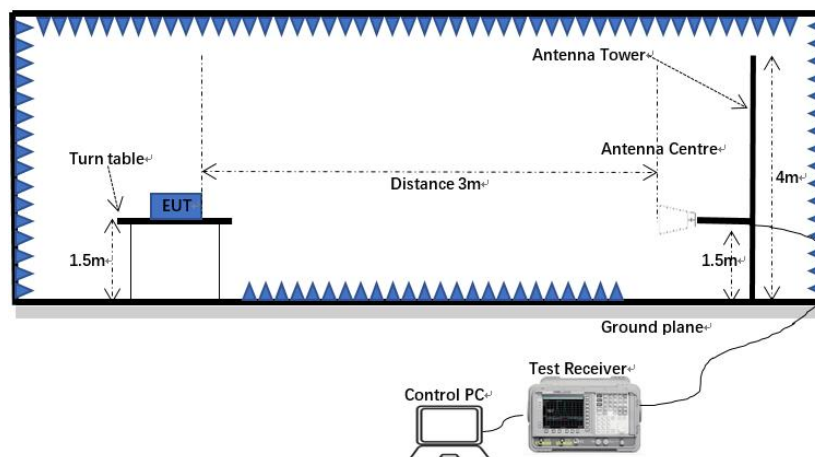 Antenna Tower
Turn table
Antenna Centre
Distance 3m
4m
EUT
1.5m
1.5m
Ground plane
Test Receiver
Control PC